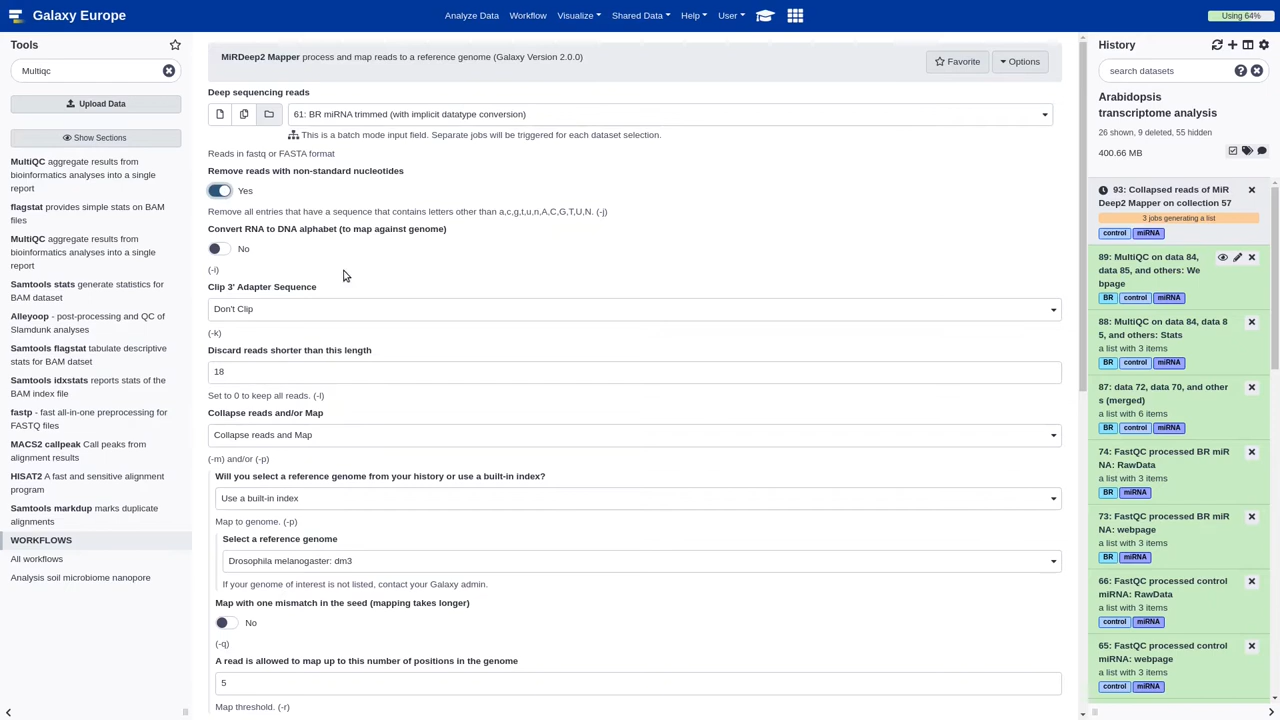 Galaxy Europe
Analyze Data
Workflow
Visualize
Shared Data
Help
User
Using 64%
Tools
Multiqc
Upload Data
Show Sections
MultiQC aggregate results from
bioinformatics analyses into a single
report
flagstat provides simple stats on BAM
files
MultiQC aggregate results from
bioinformatics analyses into a single
report
Samtools stats generate statistics for
BAM dataset
Alleyoop - post-processing and QC of
Slamdunk analyses
Samtools flagstat tabulate descriptive
stats for BAM datset
Samtools idxstats reports stats of the
BAM index file
fastp - fast all-in-one preprocessing for
FASTQ files
MACS2 callpeak Call peaks from
alignment results
HISAT2 A fast and sensitive alignment
program
Samtools markdup marks duplicate
alignments
WORKFLOWS
All workflows
Analysis soil microbiome nanopore
MiRDeep2 Mapper process and map reads to a reference genome (Galaxy Version 2.0.0)
Favorite
Options
Deep sequencing reads
61: BR miRNA trimmed (with implicit datatype conversion)
This is a batch mode input field. Separate jobs will be triggered for each dataset selection.
Reads in fastq or FASTA format
Remove reads with non-standard nucleotides
Yes
Remove all entries that have a sequence that contains letters other than a,c,g,t,u,n,A,C,G,T,U,N. (-j)
Convert RNA to DNA alphabet (to map against genome)
No
(-i)
Clip 3' Adapter Sequence
Don't Clip
(-k)
Discard reads shorter than this length
18
Set to 0 to keep all reads. (-l)
Collapse reads and/or Map
Collapse reads and Map
(-m) and/or (-p)
Will you select a reference genome from your history or use a built-in index?
Use a built-in index
Map to genome. (-p)
Select a reference genome
Drosophila melanogaster: dm3
If your genome of interest is not listed, contact your Galaxy admin.
Map with one mismatch in the seed (mapping takes longer)
No
(-q)
A read is allowed to map up to this number of positions in the genome
5
Map threshold. (-r)
History
search datasets
Arabidopsis
transcriptome analysis
26 shown, 9 deleted, 55 hidden
400.66 MB
93: Collapsed reads of MiR
Deep2 Mapper on collection 57
3 jobs generating a list
control miRNA
89: MultiQC on data 84,
data 85, and others: We
bpage
BR control miRNA
88: MultiQC on data 84, data 8
5, and others: Stats
a list with 3 items
BR control miRNA
87: data 72, data 70, and other
s (merged)
a list with 6 items
BR control miRNA
74: FastQC processed BR miR
NA: RawData
a list with 3 items
BR miRNA
73: FastQC processed BR miR
NA: webpage
a list with 3 items
BR miRNA
66: FastQC processed control
miRNA: RawData
a list with 3 items
control miRNA
65: FastQC processed control
miRNA: webpage
a list with 3 items
control miRNA